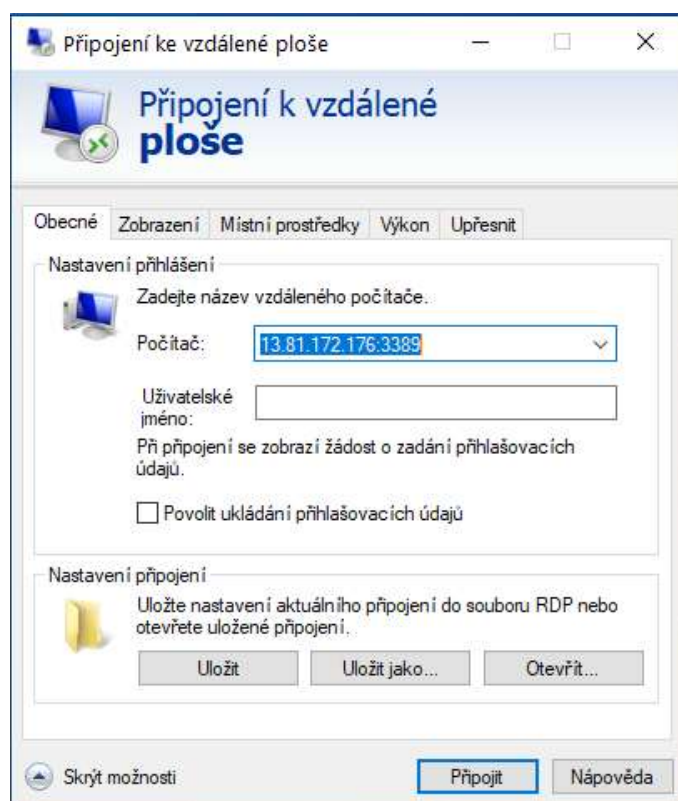 Připojení ke vzdálené ploše
Připojení k vzdálené
ploše
Obecné Zobrazení Místní prostředky Výkon Upřesnit
Nastavení přihlášení
Zadejte název vzdáleného počítače.
Počítač: 13.81.172.176:3389
Uživatelské
jméno:
Při připojení se zobrazí žádost o zadání přihlašovacích
údajů.
Povolit ukládání přihlašovacích údajů
Nastavení připojení
Uložte nastavení aktuálního připojení do souboru RDP nebo
otevřete uložené připojení.
Uložit Uložit jako... Otevřít...
Skrýt možnosti Připojit Nápověda